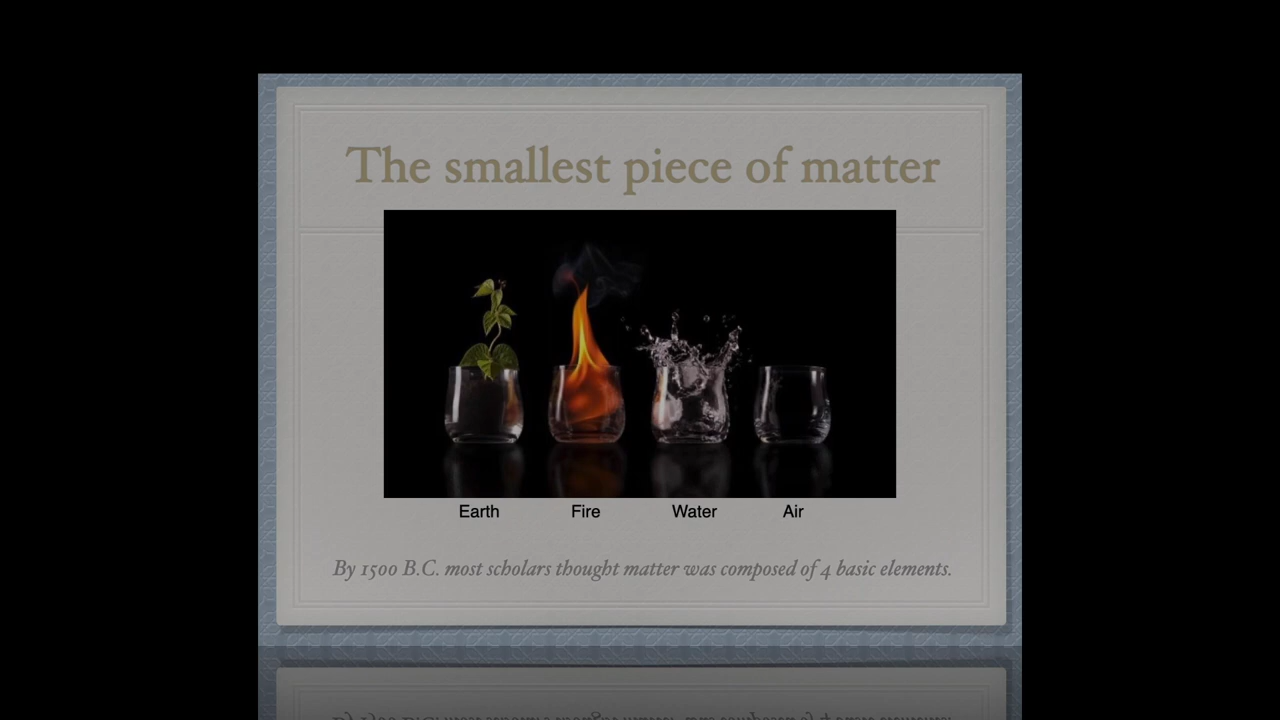 The smallest piece of matter
Earth Fire Water Air
By 1500 B.C. most scholars thought matter was composed of 4 basic elements.